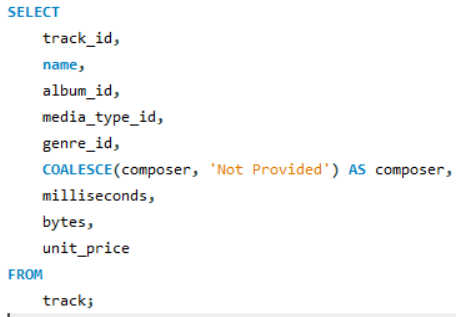 SELECT
track_id,
name,
album_id,
media_type_id,
genre_id,
COALESCE(composer, 'Not Provided') AS composer,
milliseconds,
bytes,
unit_price
FROM
track;